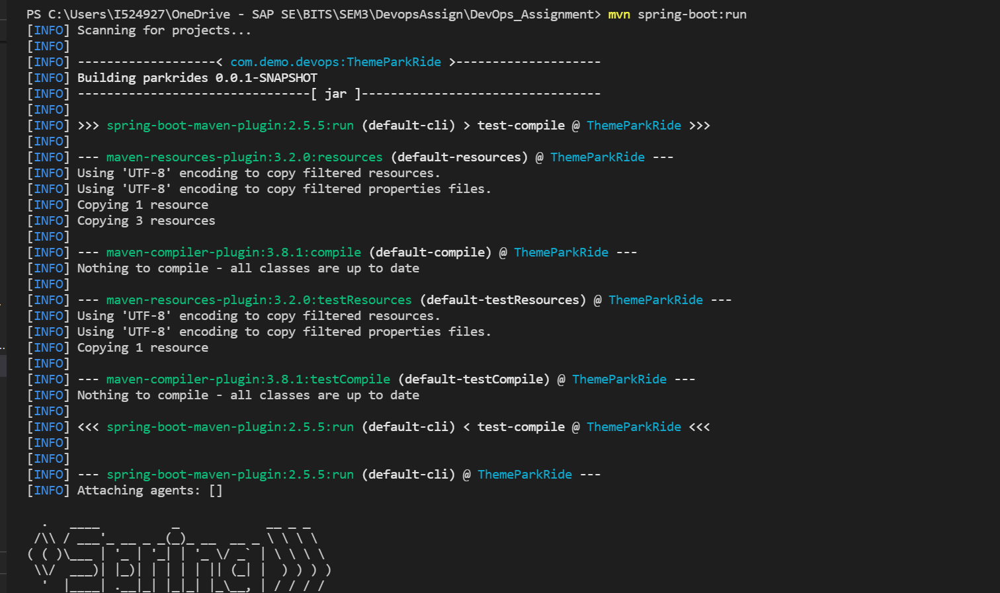 PS C:\Users\I524927\OneDrive - SAP SE\BITS\SEM3\DevopsAssign\DevOps_Assignment> mvn spring-boot:run
[INFO] Scanning for projects...
[INFO]
[INFO] -------------------< com.demo.devops:ThemeParkRide >--------------------
[INFO] Building parkrides 0.0.1-SNAPSHOT
[INFO] --------------------------------[ jar ]---------------------------------
[INFO]
[INFO] >>> spring-boot-maven-plugin:2.5.5:run (default-cli) > test-compile @ ThemeParkRide >>>
[INFO]
[INFO] --- maven-resources-plugin:3.2.0:resources (default-resources) @ ThemeParkRide ---
[INFO] Using 'UTF-8' encoding to copy filtered resources.
[INFO] Using 'UTF-8' encoding to copy filtered properties files.
[INFO] Copying 1 resource
[INFO] Copying 3 resources
[INFO]
[INFO] --- maven-compiler-plugin:3.8.1:compile (default-compile) @ ThemeParkRide ---
[INFO] Nothing to compile - all classes are up to date
[INFO]
[INFO] --- maven-resources-plugin:3.2.0:testResources (default-testResources) @ ThemeParkRide ---
[INFO] Using 'UTF-8' encoding to copy filtered resources.
[INFO] Using 'UTF-8' encoding to copy filtered properties files.
[INFO] Copying 1 resource
[INFO]
[INFO] --- maven-compiler-plugin:3.8.1:testCompile (default-testCompile) @ ThemeParkRide ---
[INFO] Nothing to compile - all classes are up to date
[INFO]
[INFO] <<< spring-boot-maven-plugin:2.5.5:run (default-cli) < test-compile @ ThemeParkRide <<<
[INFO]
[INFO]
[INFO] --- spring-boot-maven-plugin:2.5.5:run (default-cli) @ ThemeParkRide ---
[INFO] Attaching agents: []
  .   ____          _            __ _ _
 /\\ / ___'_ __ _ _(_)_ __  __ _ \ \ \ \
( ( )\___ | '_ | '_| | '_ \/ _` | \ \ \ \
 \\/  ___)| |_)| | | | | || (_| |  ) ) ) )
  '  |____| .__|_| |_|_| |_\__, | / / / /